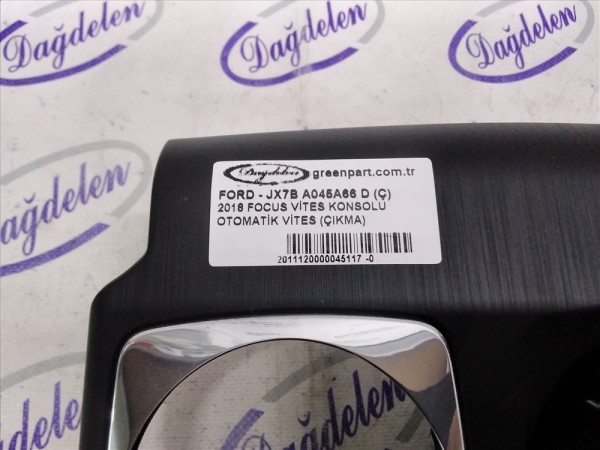 Dağdelen
Dağdelen
Dağdelen
Dağdelen greenpart.com.tr
FORD - JX7B A045A66 D (Ç)
2018 FOCUS VİTES KONSOLU
OTOMATİK VİTES (ÇIKMA)
2011120000045117 -0
Dağdelen
Dağdelen